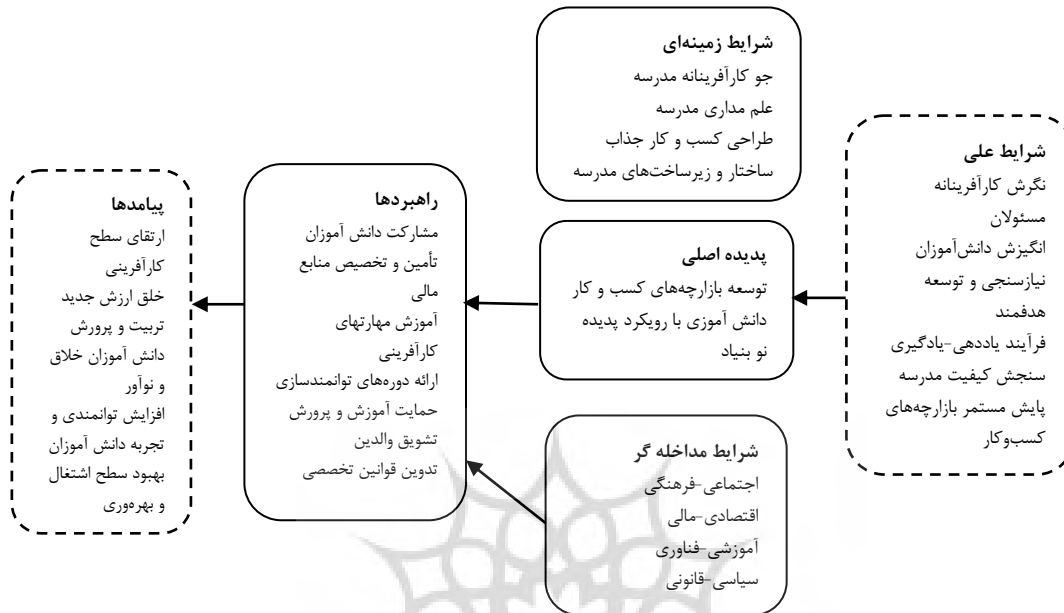 شرایط زمینه‌ای
جو کارآفرینانه مدرسه
علم مداری مدرسه
طراحی کسب و کار جذاب
ساختار و زیرساخت‌های مدرسه
شرایط علی
نگرش کارآفرینانه
مسئولان
انگیزش دانش‌آموزان
نیازسنجی و توسعه
هدفمند
فرآیند یاددهی-یادگیری
سنجش کیفیت مدرسه
پایش مستمر بازارچه‌های
کسب‌وکار
پدیده اصلی
توسعه بازارچه‌های کسب و کار
دانش آموزی با رویکرد پدیده
نو بنیاد
شرایط مداخله گر
اجتماعی-فرهنگی
اقتصادی-مالی
آموزشی-فناوری
سیاسی-قانونی
راهبردها
مشارکت دانش آموزان
تأمین و تخصیص منابع
مالی
آموزش مهارتهای
کارآفرینی
ارائه دوره‌های توانمندسازی
حمایت آموزش و پرورش
تشویق والدین
تدوین قوانین تخصصی
پیامدها
ارتقای سطح
کارآفرینی
خلق ارزش جدید
تربیت و پرورش
دانش آموزان خلاق
و نوآور
افزایش توانمندی و
تجربه دانش آموزان
بهبود سطح اشتغال
و بهره‌وری